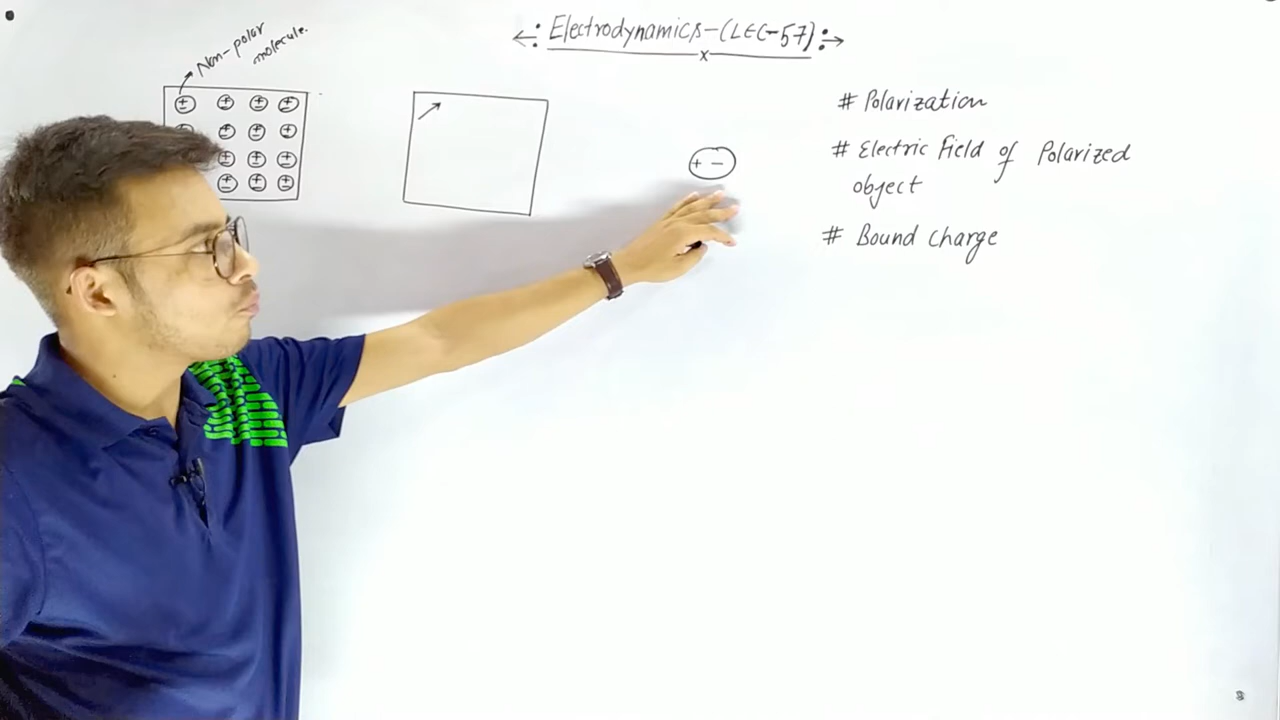 Electrodynamics-(LEC-57)
Non-polar
molecule.
# Polarization
# Electric Field of Polarized
object
# Bound charge